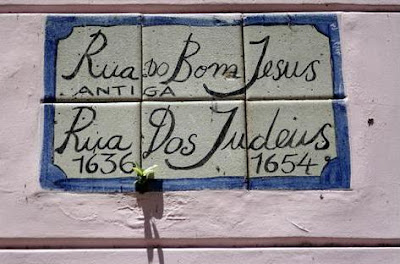 Rua DO Bom Jesus
ANTIGA
Rua Dos Judeus
1636 1654